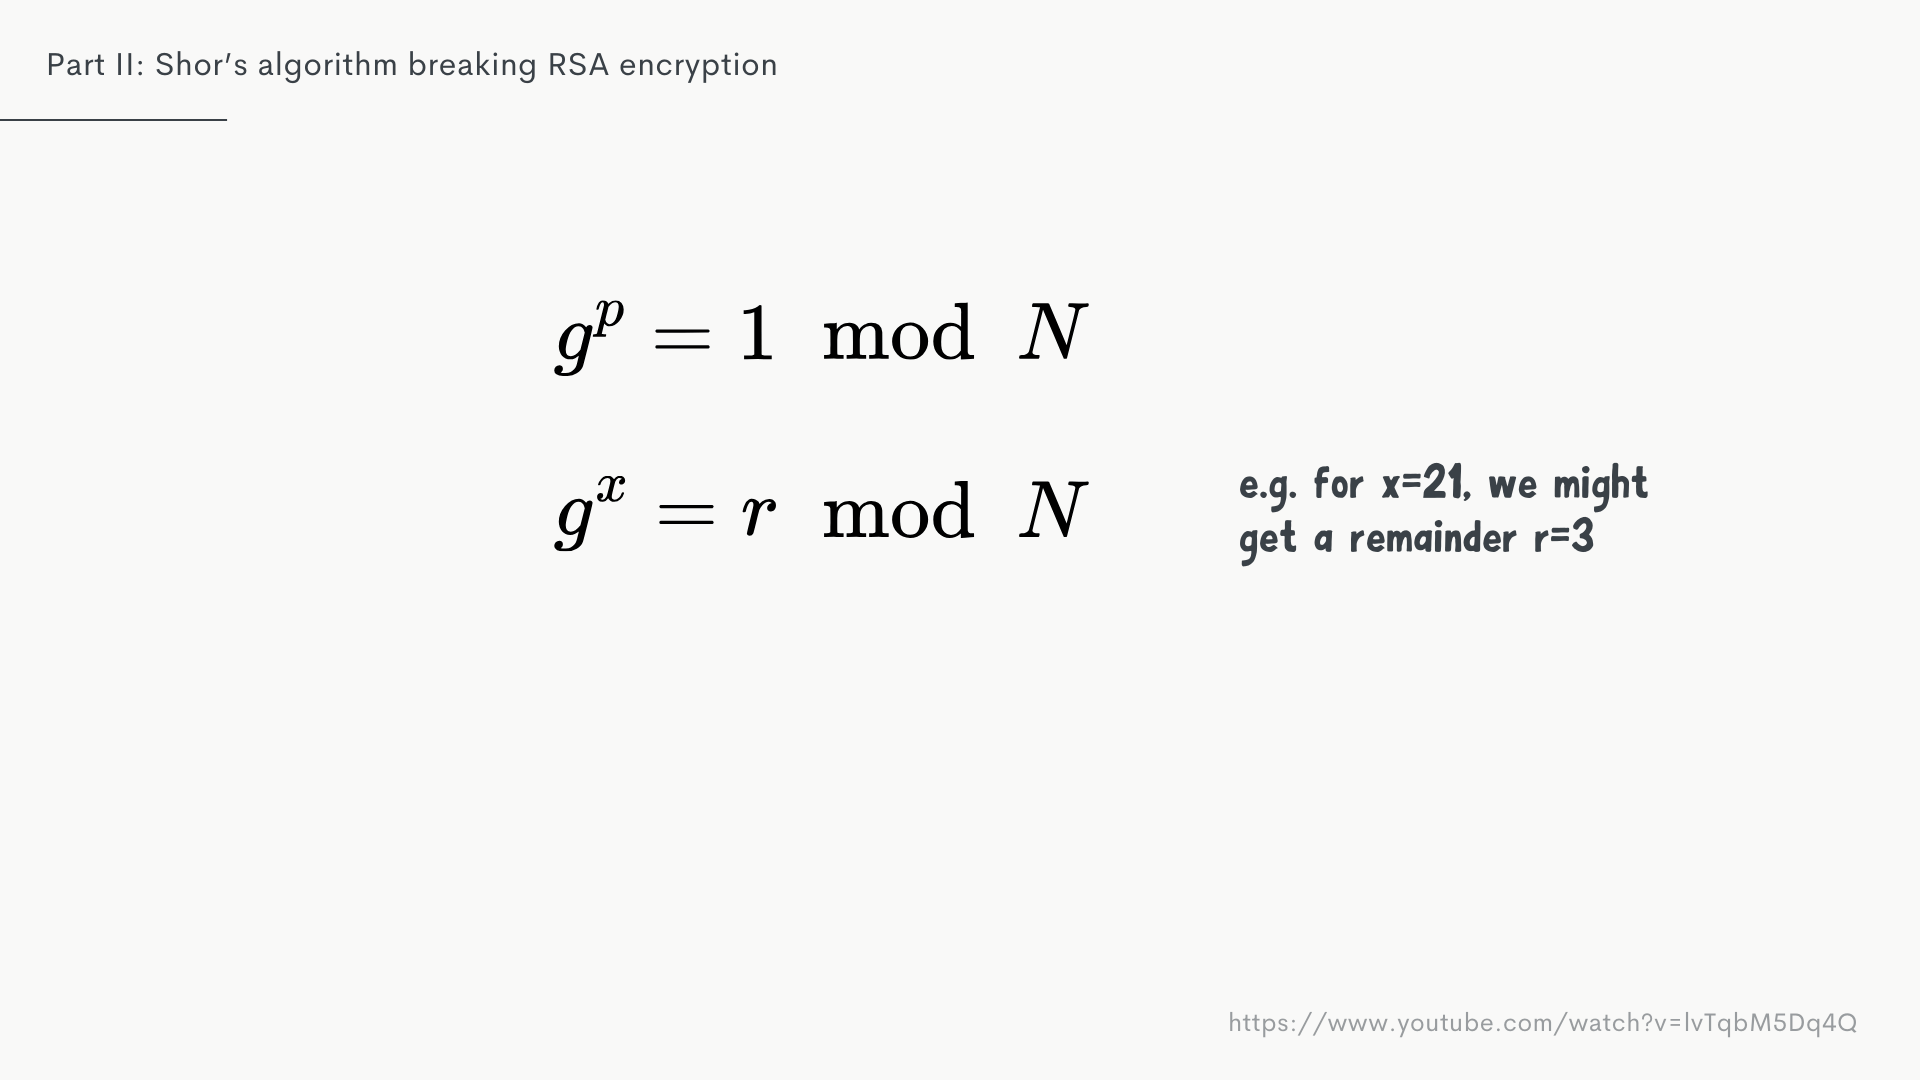 Part II: Shor's algorithm breaking RSA encryption
g^p = 1 mod N
g^x = r mod N
e.g. for x=21, we might
get a remainder r=3
https://www.youtube.com/watch?v=lvTqbM5Dq4Q